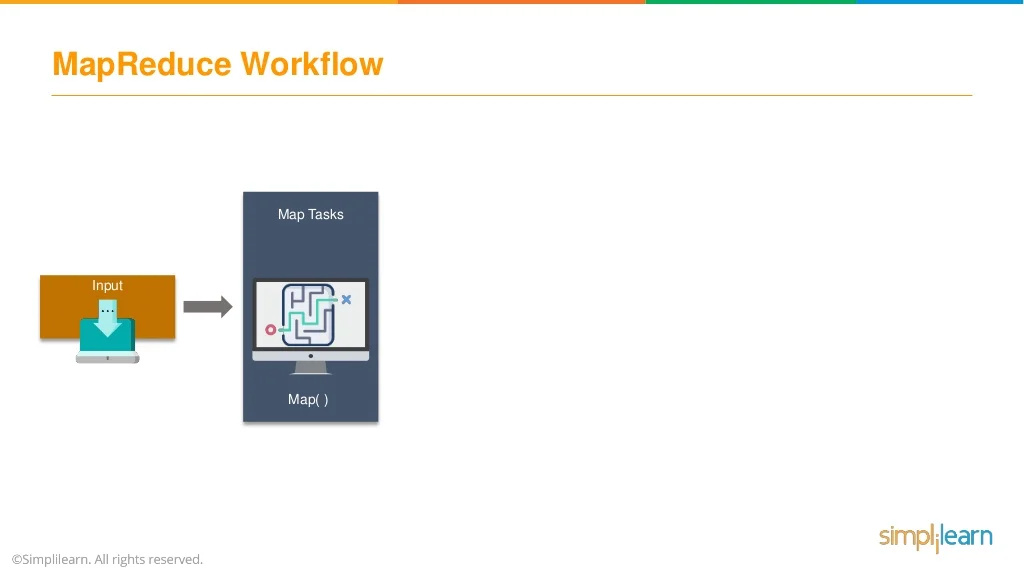 MapReduce Workflow
Map Tasks
Input
Map( )
simplilearn
©Simplilearn. All rights reserved.